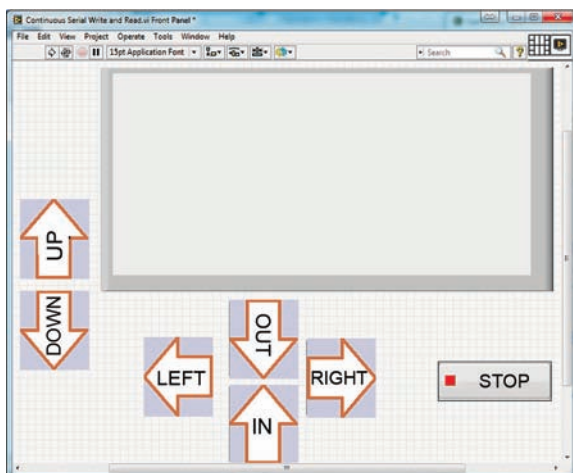 Continuous Serial Write and Read.vi Front Panel *
File Edit View Project Operate Tools Window Help
15pt Application Font
Search
?
UP
DOWN
OUT
LEFT
RIGHT
IN
STOP